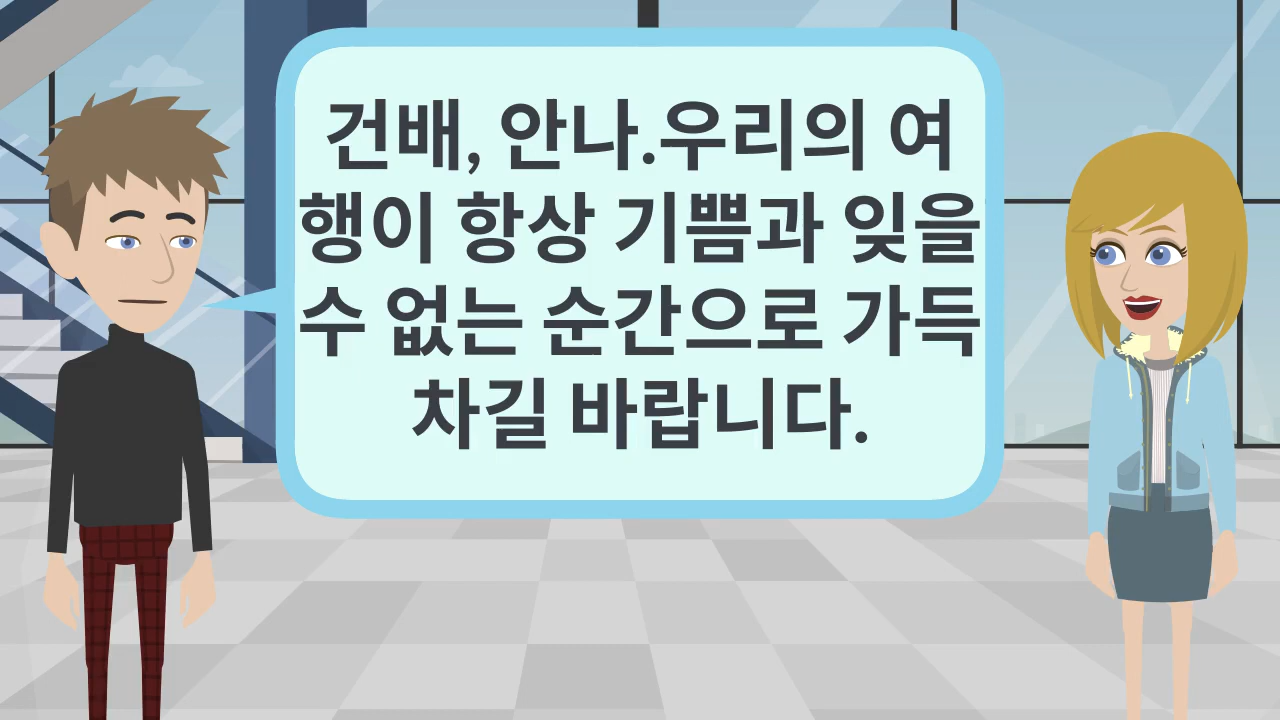 건배, 안나.우리의 여
행이 항상 기쁨과 잊을
수 없는 순간으로 가득
차길 바랍니다.